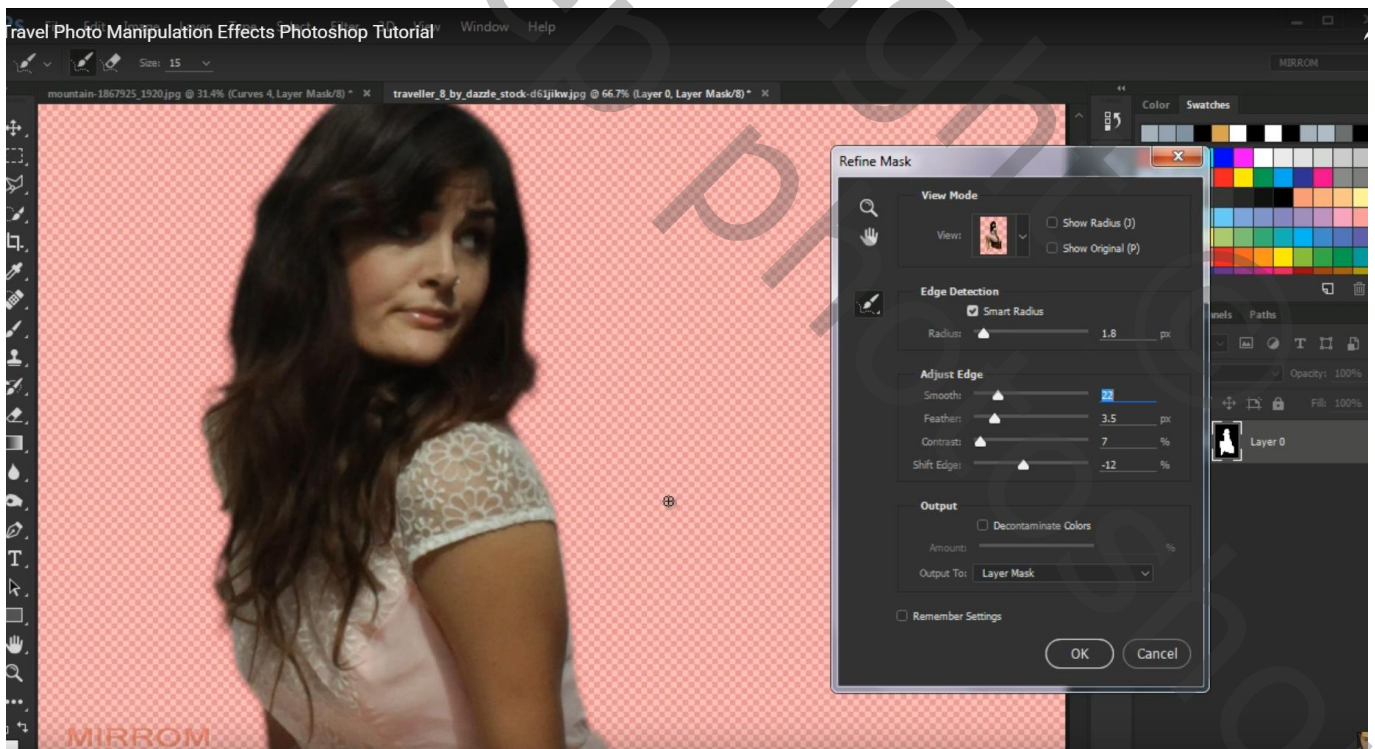 Travel Photo Manipulation Effects Photoshop Tutorial
Window Help
Size: 15
MIRROM
mountain-1867925_1920.jpg @ 31.4% (Curves 4, Layer Mask/8) *
traveller_8_by_dazzle_stock-d61jikw.jpg @ 66.7% (Layer 0, Layer Mask/8) *
Color Swatches
Refine Mask
View Mode
View:
Show Radius (J)
Show Original (P)
Edge Detection
Smart Radius
Radius: 1.8 px
Adjust Edge
Smooth: 22
Feather: 3.5 px
Contrast: 7 %
Shift Edge: -12 %
Output
Decontaminate Colors
Amount: %
Output To: Layer Mask
Remember Settings
OK Cancel
Paths
Opacity: 100%
Fill: 100%
Layer 0
MIRROM